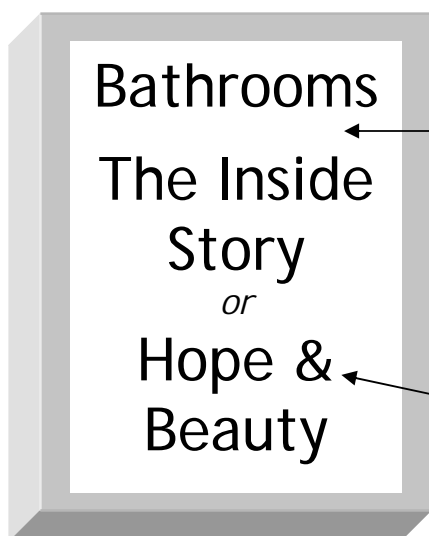 Bathrooms
The Inside
Story
or
Hope &
Beauty